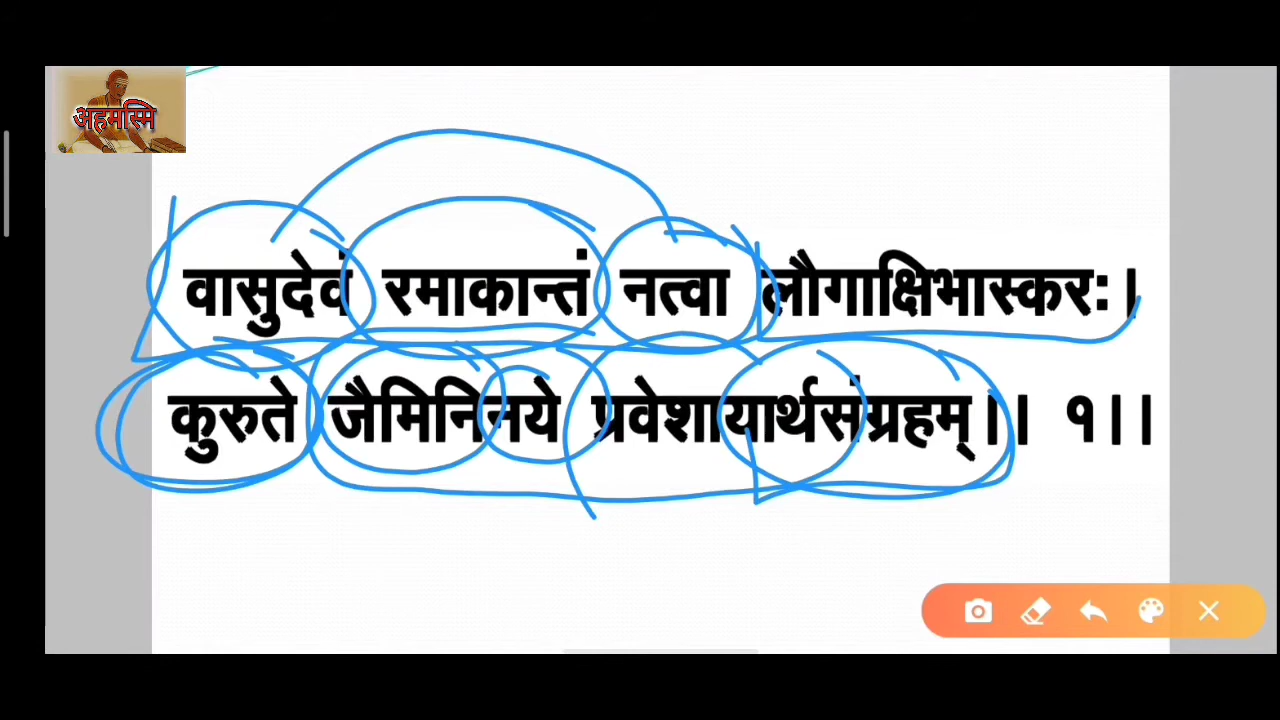 अहमस्मि
वासुदेवं रमाकान्तं नत्वा लौगाक्षिभास्करः।
कुरुते जैमिनिनये प्रवेशायार्थसंग्रहम्।। १।।